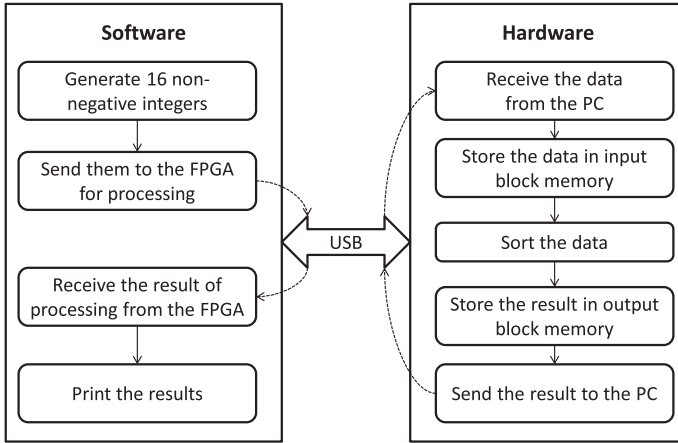 Software
Generate 16 non-
negative integers
Send them to the FPGA
for processing
Receive the result of
processing from the FPGA
Print the results
USB
Hardware
Receive the data
from the PC
Store the data in input
block memory
Sort the data
Store the result in output
block memory
Send the result to the PC